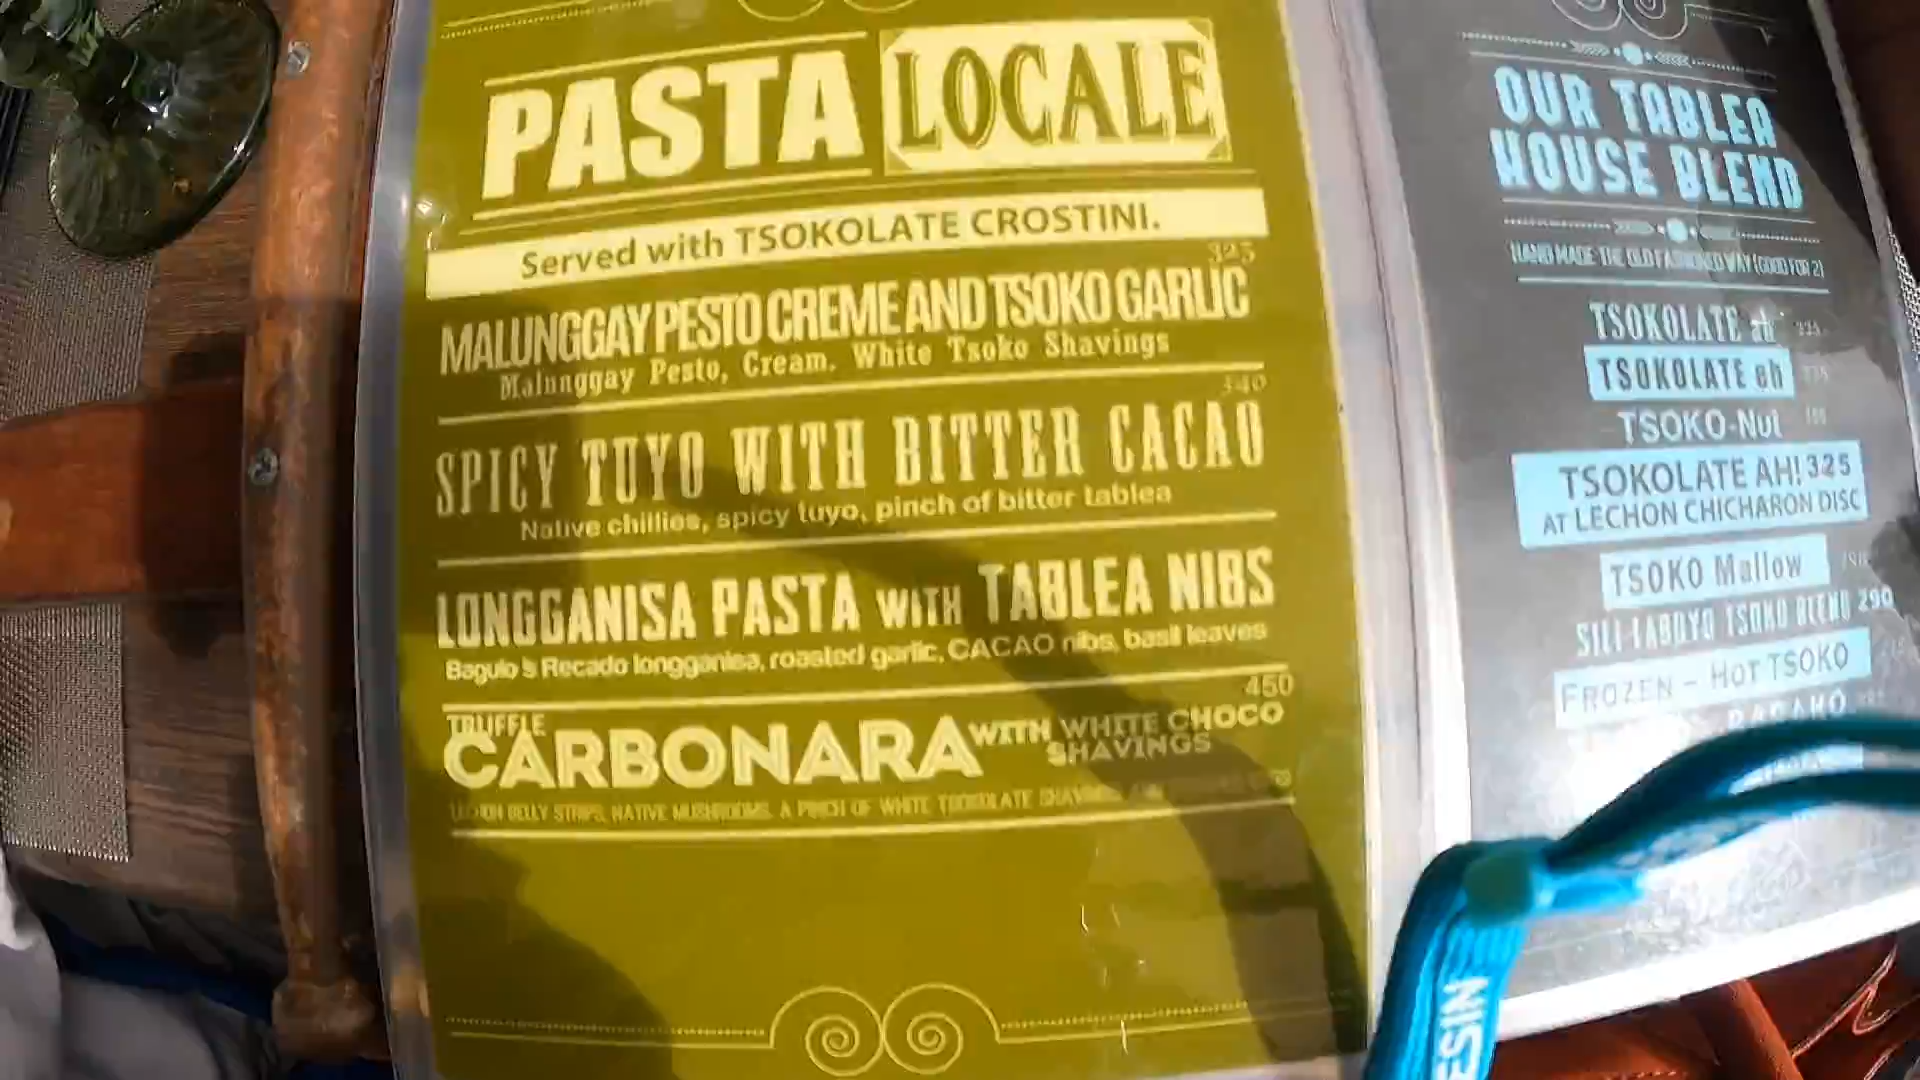 PASTA LOCALE
Served with TSOKOLATE CROSTINI.
325
MALUNGGAY PESTO CREME AND TSOKO GARLIC
Malunggay Pesto, Cream. White Tsoko Shavings
340
SPICY TUYO WITH BITTER CACAO
Native chillies, spicy tuyo, pinch of bitter tablea
LONGGANISA PASTA WITH TABLEA NIBS
Baguio's Recado longganisa, roasted garlic, CACAO nibs, basil leaves
450
TRUFFLE
CARBONARA WITH WHITE CHOCO
SHAVINGS
LECHON BELLY STRIPS, NATIVE MUSHROOMS, A PINCH OF WHITE TSOKOLATE
OUR TABLEA
HOUSE BLEND
HAND MADE THE OLD FASHIONED WAY (GOOD FOR 2)
TSOKOLATE ah
TSOKOLATE eh
TSOKO-Nut
TSOKOLATE AH! 325
AT LECHON CHICHARON DISC
TSOKO Mallow
SILI LABUYO TSOKO BLEND 290
FROZEN - HOT TSOKO
ESIN